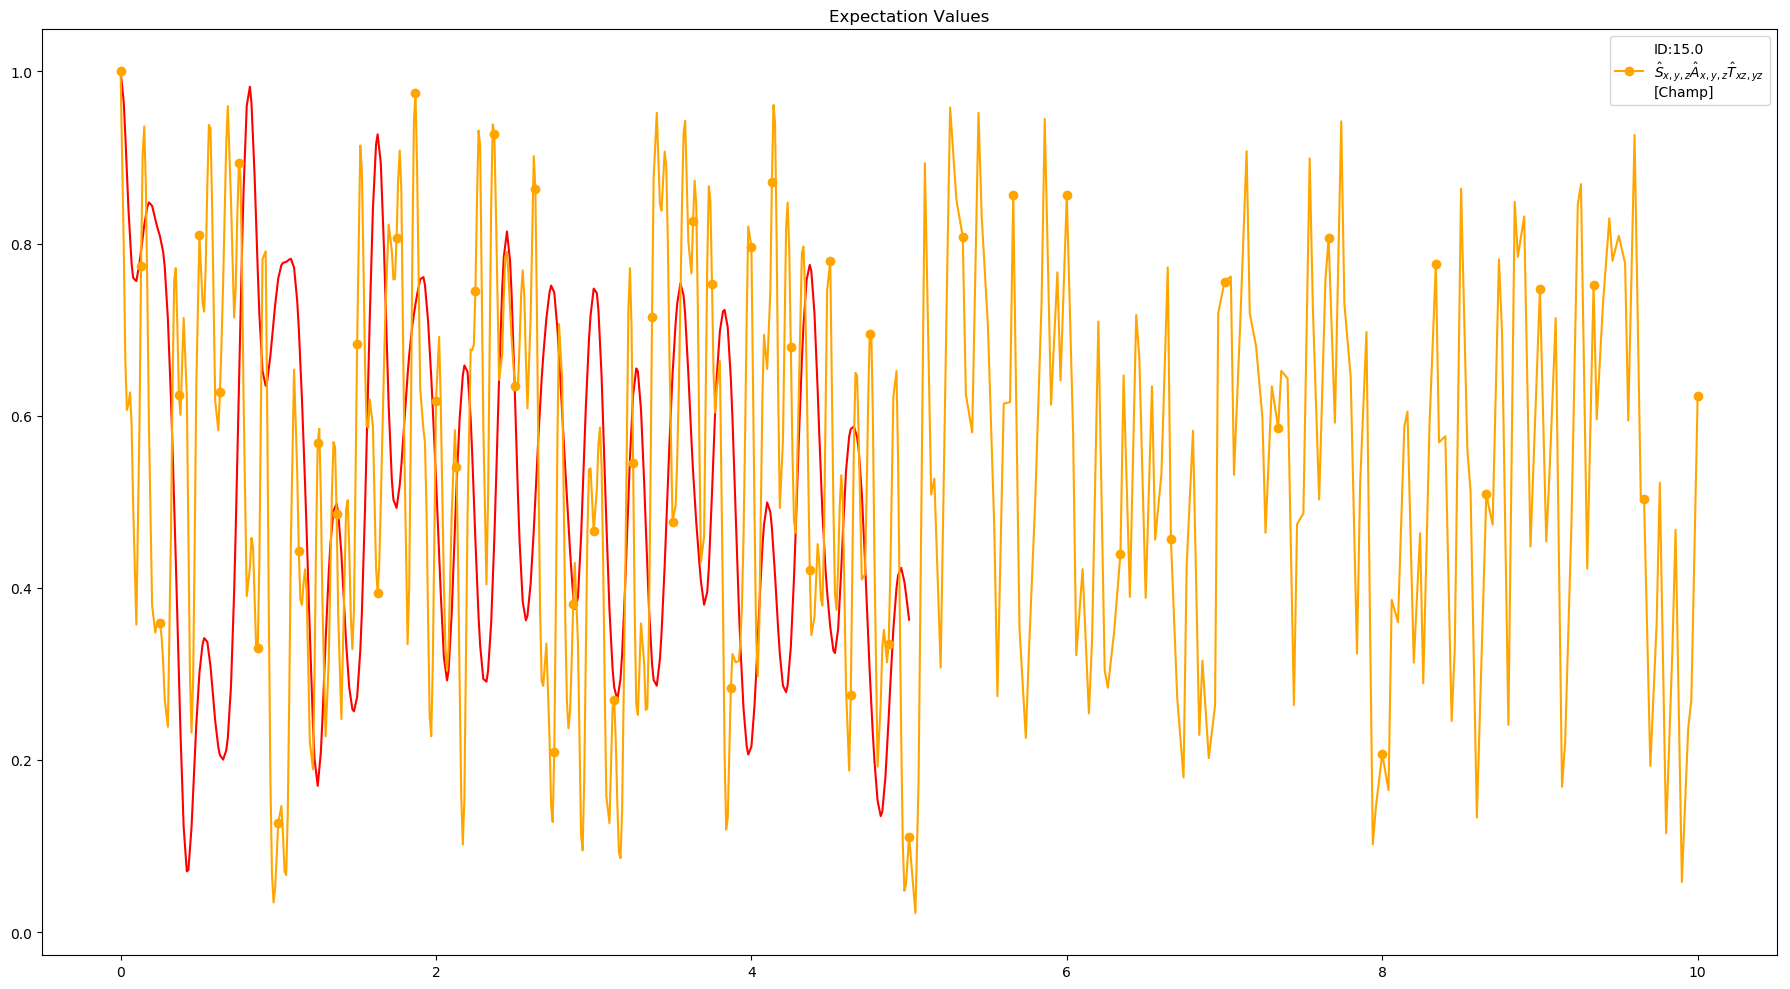 Expectation Values
ID:15.0
$\hat{S}_{x,y,z}\hat{A}_{x,y,z}\hat{T}_{xz,yz}$
[Champ]
1.0
0.8
0.6
0.4
0.2
0.0
0 2 4 6 8 10